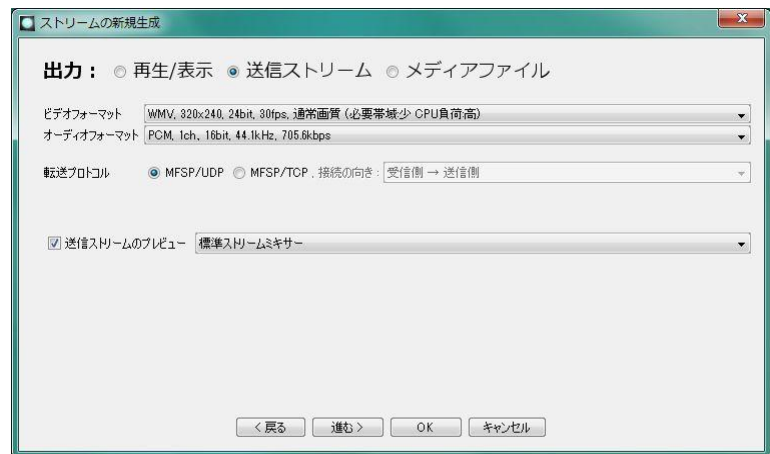 ストリームの新規生成
出力： 再生/表示 送信ストリーム メディアファイル
ビデオフォーマット WMV, 320x240, 24bit, 30fps, 通常画質 (必要帯域少 CPU負荷高)
オーディオフォーマット PCM, 1ch, 16bit, 44.1kHz, 705.6kbps
転送プロトコル MFSP/UDP MFSP/TCP , 接続の向き : 受信側 → 送信側
送信ストリームのプレビュー 標準ストリームミキサー
< 戻る 進む > OK キャンセル